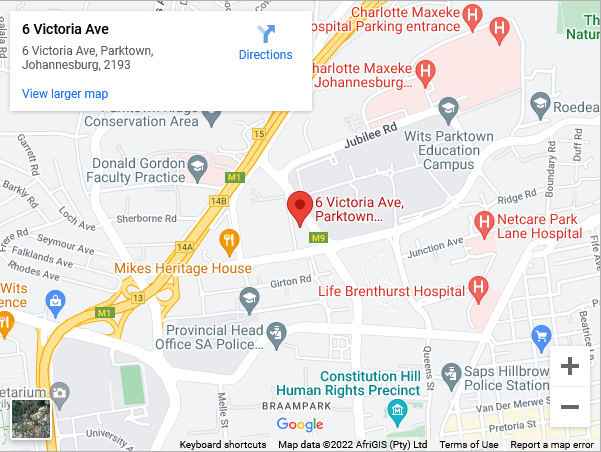 6 Victoria Ave
6 Victoria Ave, Parktown,
Johannesburg, 2193
Directions
View larger map
Charlotte Maxeke
Hospital Parking entrance
The
Natur
Charlotte Maxeke
Johannesburg...
Conservation Area
15
Jubilee Rd
Wits Parktown
Education
Campus
Roedea
Garrett Rd
Donald Gordon
Faculty Practice
M1
Boundary Rd
Duff Rd
Barkly Rd
Loch Ave
14B
Ridge Rd
6 Victoria Ave,
Parktown...
Sherborne Rd
Netcare Park
Lane Hospital
Seymour Ave
Falklands Ave
Rhodes Ave
14A
M9
Junction Ave
Mikes Heritage House
Girton Rd
Life Brenthurst Hospital
Wits
ence
13
M1
Provincial Head
Office SA Police...
Constitution Hill
Human Rights Precinct
Queens St
Saps Hillbrow
Police Station
etarium
Melle St
BRAAMPARK
Van Der Merwe S
Pretoria St
University A
Google
Keyboard shortcuts
Map data ©2022 AfriGIS (Pty) Ltd
Terms of Use
Report a map error